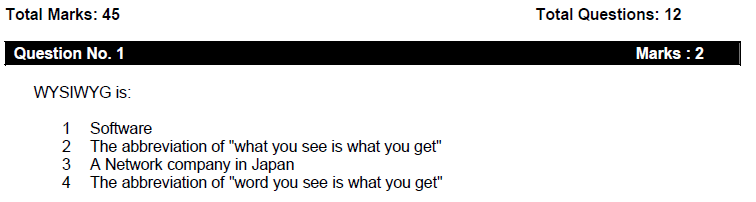 Total Marks: 45 Total Questions: 12
Question No. 1 Marks : 2
WYSIWYG is:
1 Software
2 The abbreviation of "what you see is what you get"
3 A Network company in Japan
4 The abbreviation of "word you see is what you get"